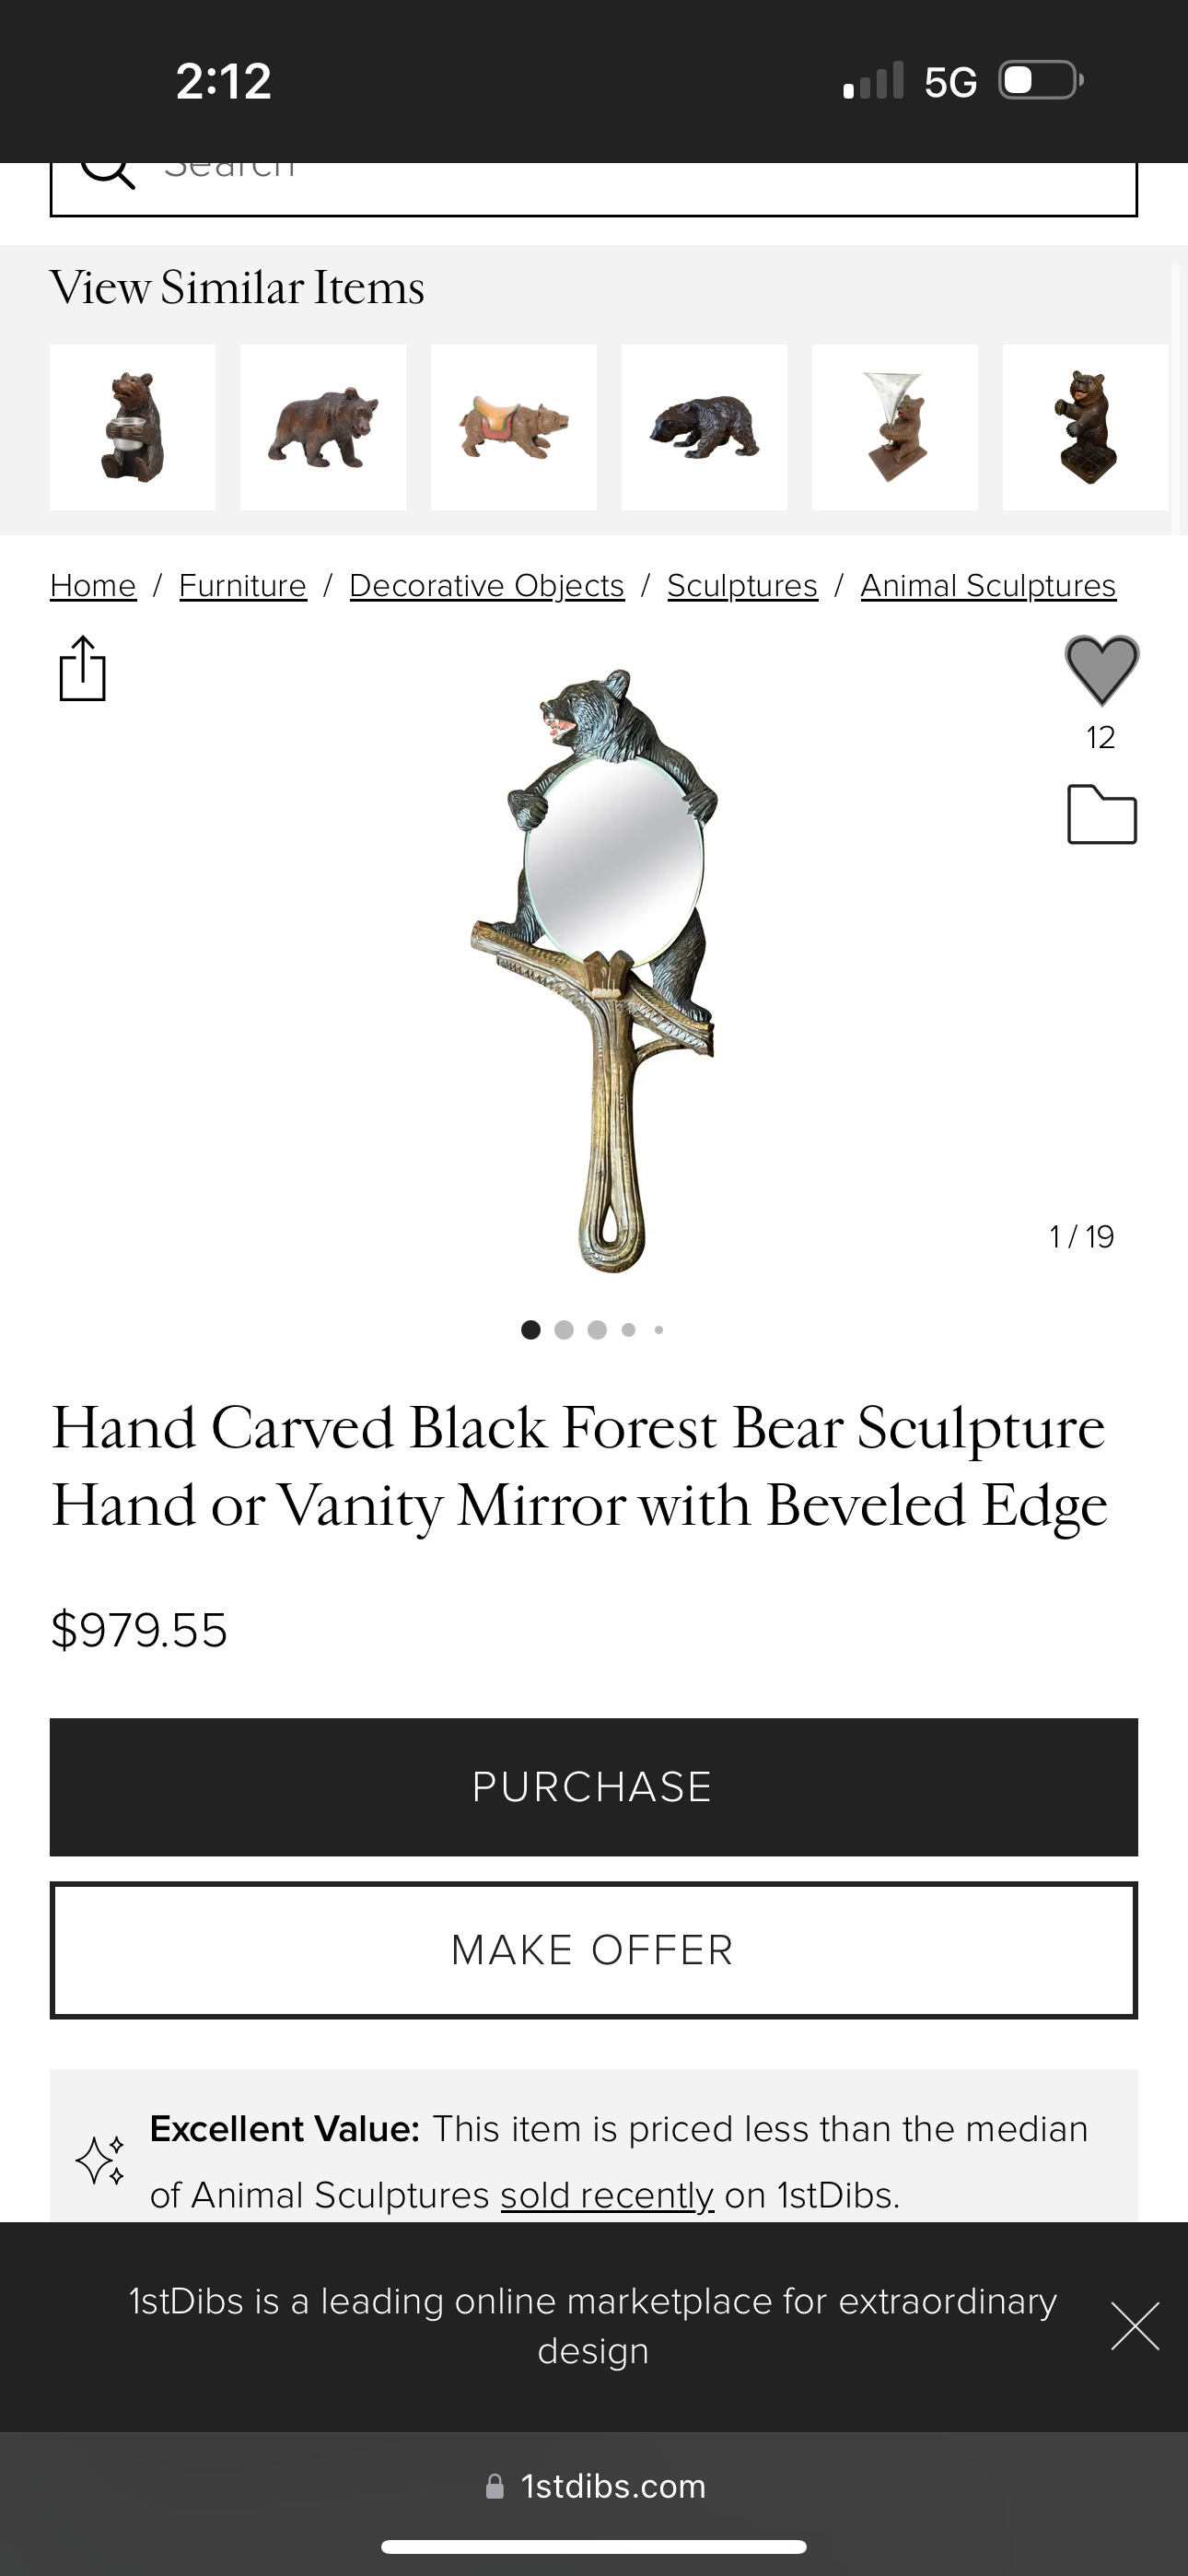 2:12
5G
Search
View Similar Items
Home / Furniture / Decorative Objects / Sculptures / Animal Sculptures
12
1 / 19
Hand Carved Black Forest Bear Sculpture
Hand or Vanity Mirror with Beveled Edge
$979.55
PURCHASE
MAKE OFFER
Excellent Value: This item is priced less than the median
of Animal Sculptures sold recently on 1stDibs.
1stDibs is a leading online marketplace for extraordinary
design
1stdibs.com